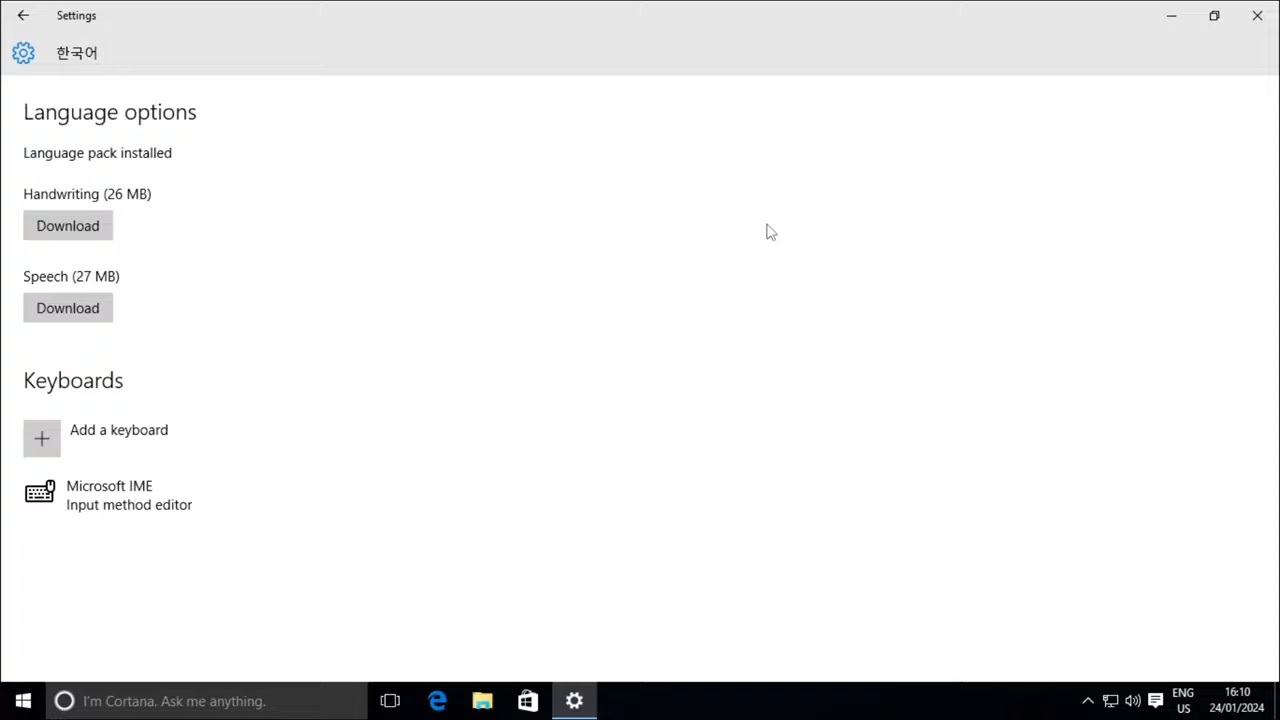 Settings
한국어
Language options
Language pack installed
Handwriting (26 MB)
Download
Speech (27 MB)
Download
Keyboards
Add a keyboard
Microsoft IME
Input method editor
I'm Cortana. Ask me anything.
ENG
US
16:10
24/01/2024